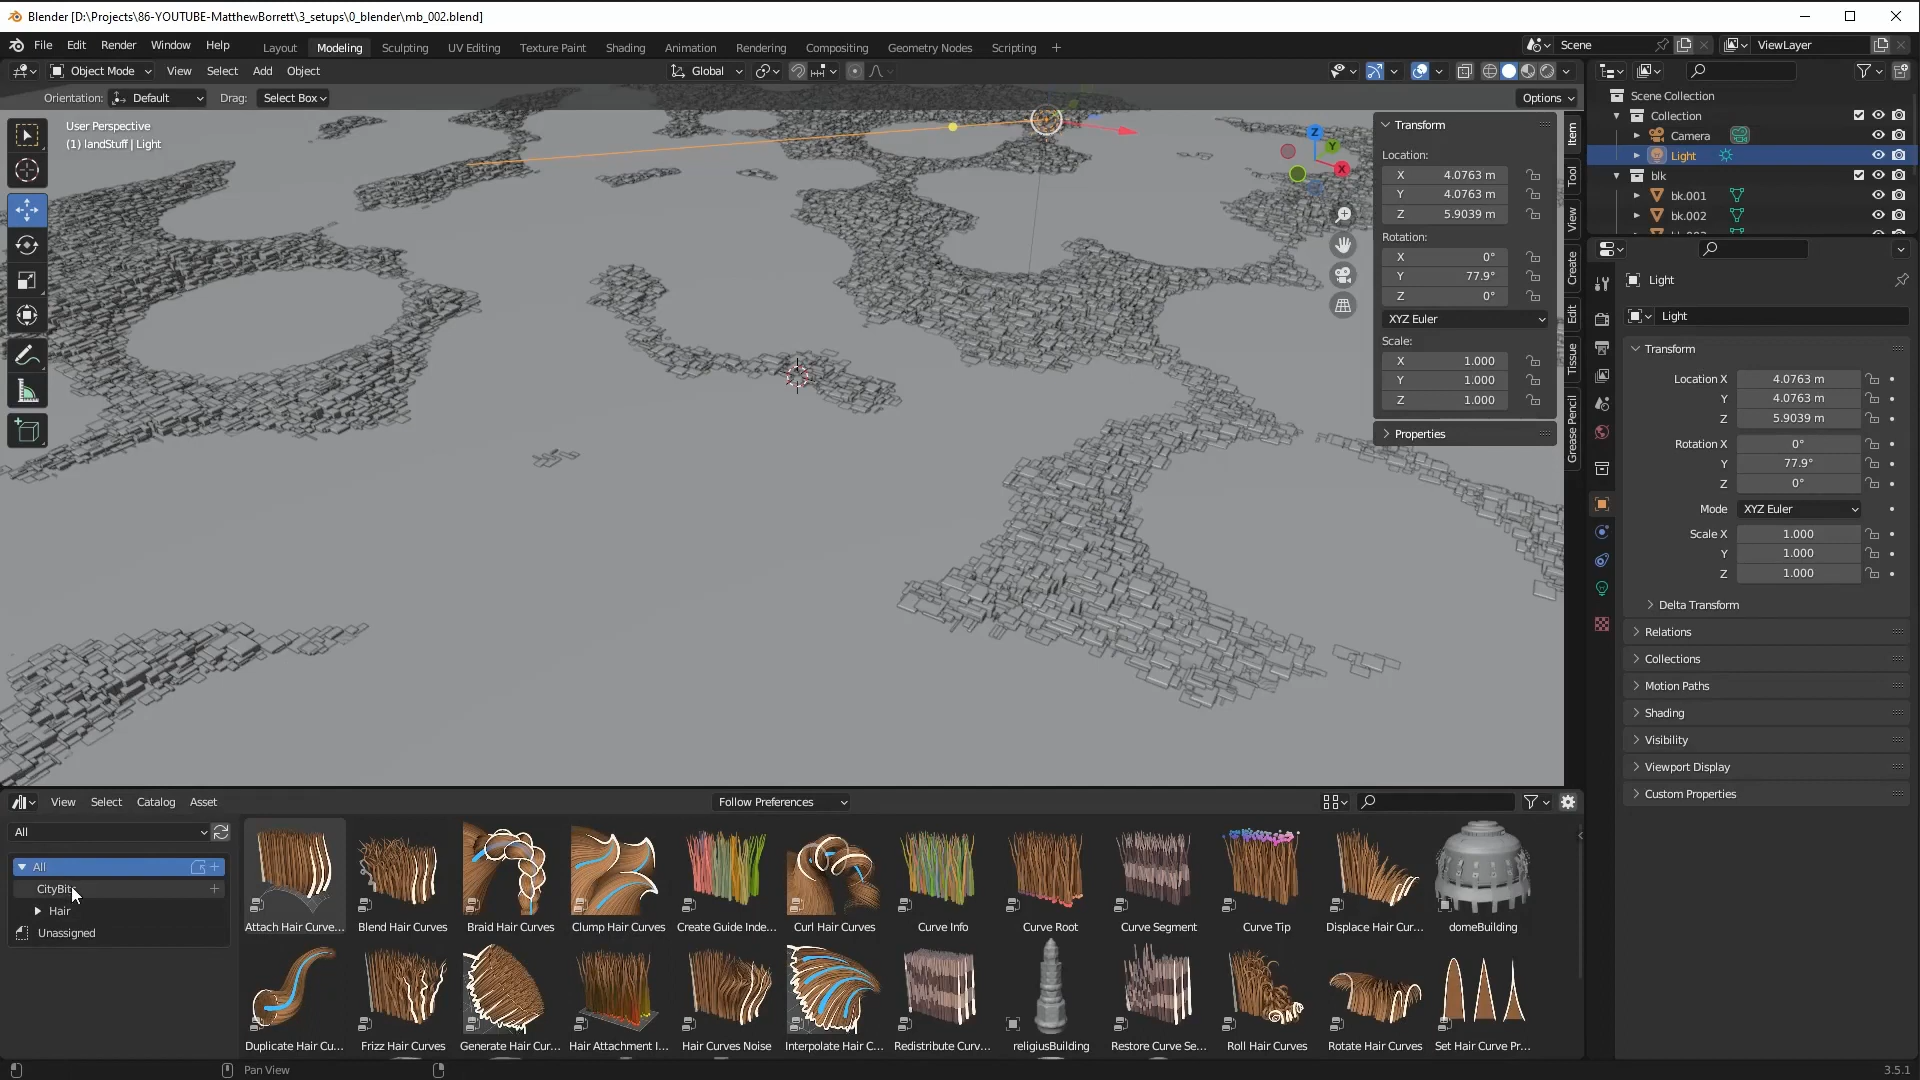 Blender [D:\Projects\86-YOUTUBE-MatthewBorrett\3_setups\0_blender\mb_002.blend]
File Edit Render Window Help
Layout Modeling Sculpting UV Editing Texture Paint Shading Animation Rendering Compositing Geometry Nodes Scripting +
Scene
ViewLayer
Object Mode View Select Add Object
Global
Orientation: Default Drag: Select Box
Options
User Perspective
(1) landStuff | Light
Z
Y
X
Transform
Location:
X 4.0763 m
Y 4.0763 m
Z 5.9039 m
Rotation:
X 0°
Y 77.9°
Z 0°
XYZ Euler
Scale:
X 1.000
Y 1.000
Z 1.000
Properties
Item
Tool
View
Create
Edit
Tissue
Grease Pencil
Scene Collection
Collection
Camera
Light
blk
bk.001
bk.002
Light
Light
Transform
Location X 4.0763 m
Y 4.0763 m
Z 5.9039 m
Rotation X 0°
Y 77.9°
Z 0°
Mode XYZ Euler
Scale X 1.000
Y 1.000
Z 1.000
Delta Transform
Relations
Collections
Motion Paths
Shading
Visibility
Viewport Display
Custom Properties
View Select Catalog Asset
Follow Preferences
All
All
CityBits
Hair
Unassigned
Attach Hair Curve... Blend Hair Curves Braid Hair Curves Clump Hair Curves Create Guide Inde... Curl Hair Curves Curve Info Curve Root Curve Segment Curve Tip Displace Hair Cur... domeBuilding
Duplicate Hair Cu... Frizz Hair Curves Generate Hair Cur... Hair Attachment I... Hair Curves Noise Interpolate Hair C... Redistribute Curv... religiusBuilding Restore Curve Se... Roll Hair Curves Rotate Hair Curves Set Hair Curve Pr...
Pan View
3.5.1